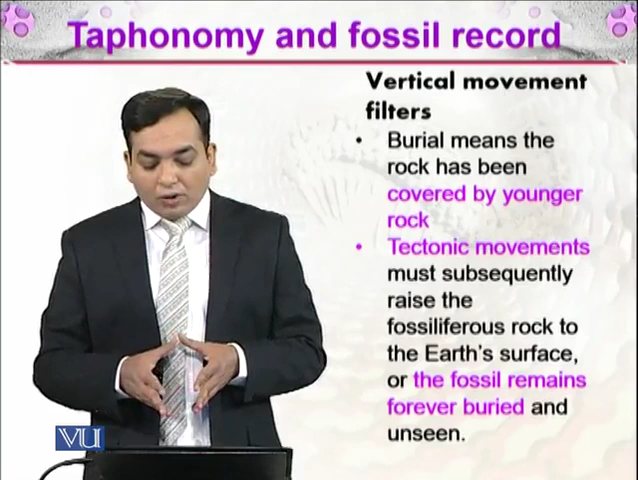 Taphonomy and fossil record
Vertical movement
filters
• Burial means the
rock has been
covered by younger
rock
• Tectonic movements
must subsequently
raise the
fossiliferous rock to
the Earth's surface,
or the fossil remains
forever buried and
unseen.
VU